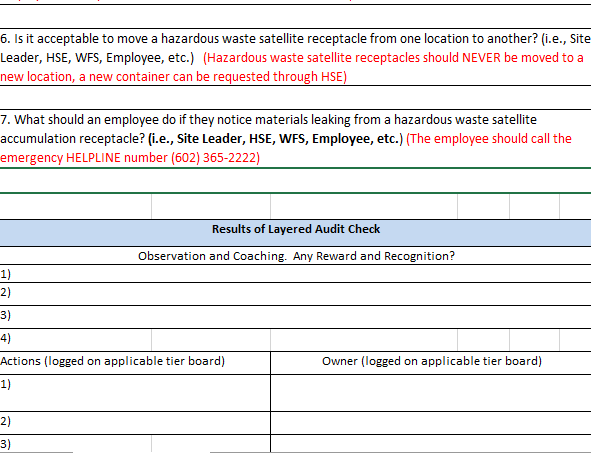 6. Is it acceptable to move a hazardous waste satellite receptacle from one location to another? (i.e., Site
Leader, HSE, WFS, Employee, etc.) (Hazardous waste satellite receptacles should NEVER be moved to a
new location, a new container can be requested through HSE)
7. What should an employee do if they notice materials leaking from a hazardous waste satellite
accumulation receptacle? (i.e., Site Leader, HSE, WFS, Employee, etc.) (The employee should call the
emergency HELPLINE number (602) 365-2222)
Results of Layered Audit Check
Observation and Coaching. Any Reward and Recognition?
1)
2)
3)
4)
Actions (logged on applicable tier board) Owner (logged on applicable tier board)
1)
2)
3)